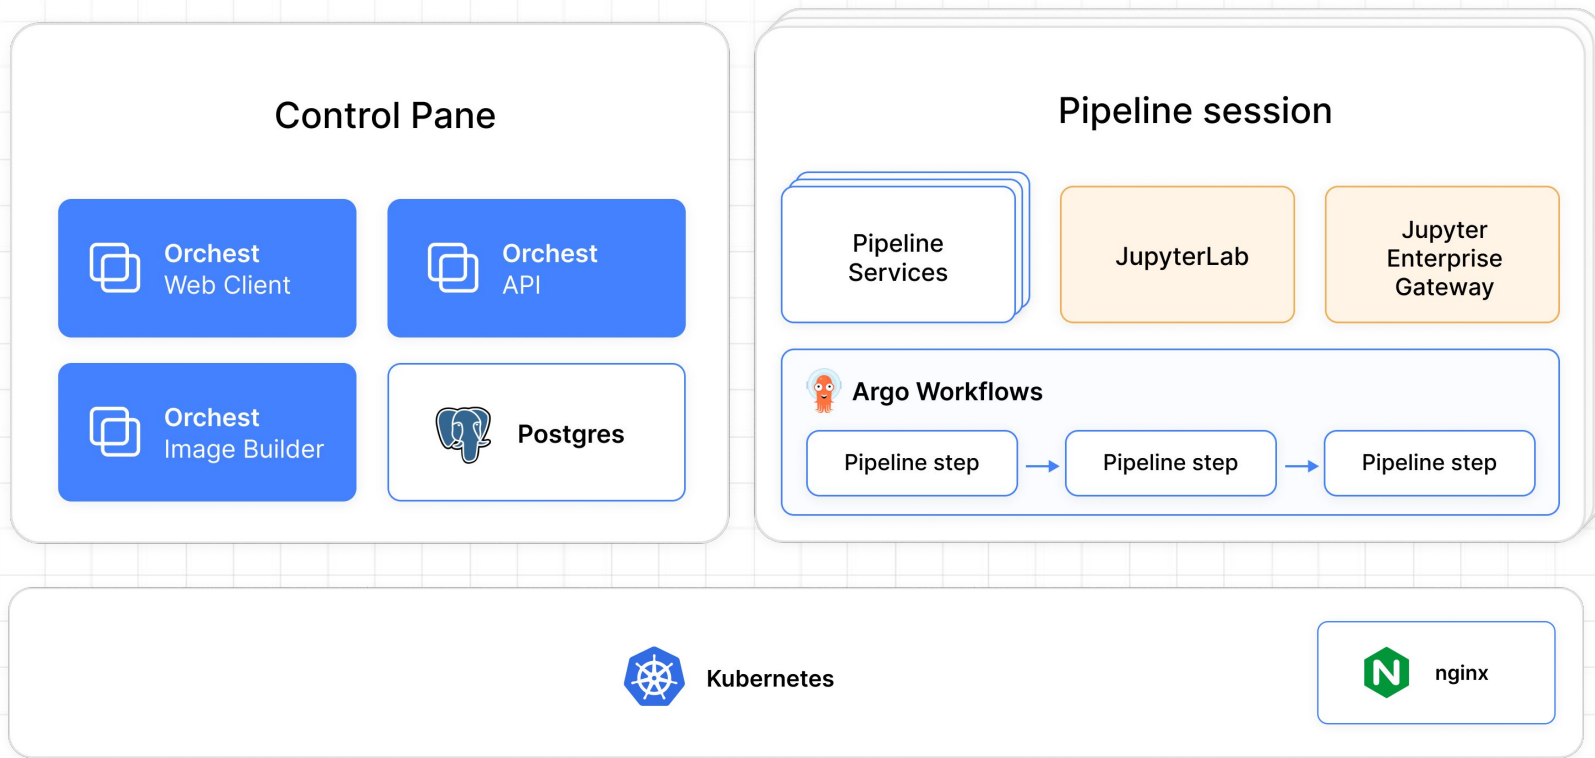 Control Pane
Orchest
Web Client
Orchest
API
Orchest
Image Builder
Postgres
Pipeline session
Pipeline
Services
JupyterLab
Jupyter
Enterprise
Gateway
Argo Workflows
Pipeline step
Pipeline step
Pipeline step
Kubernetes
N
nginx